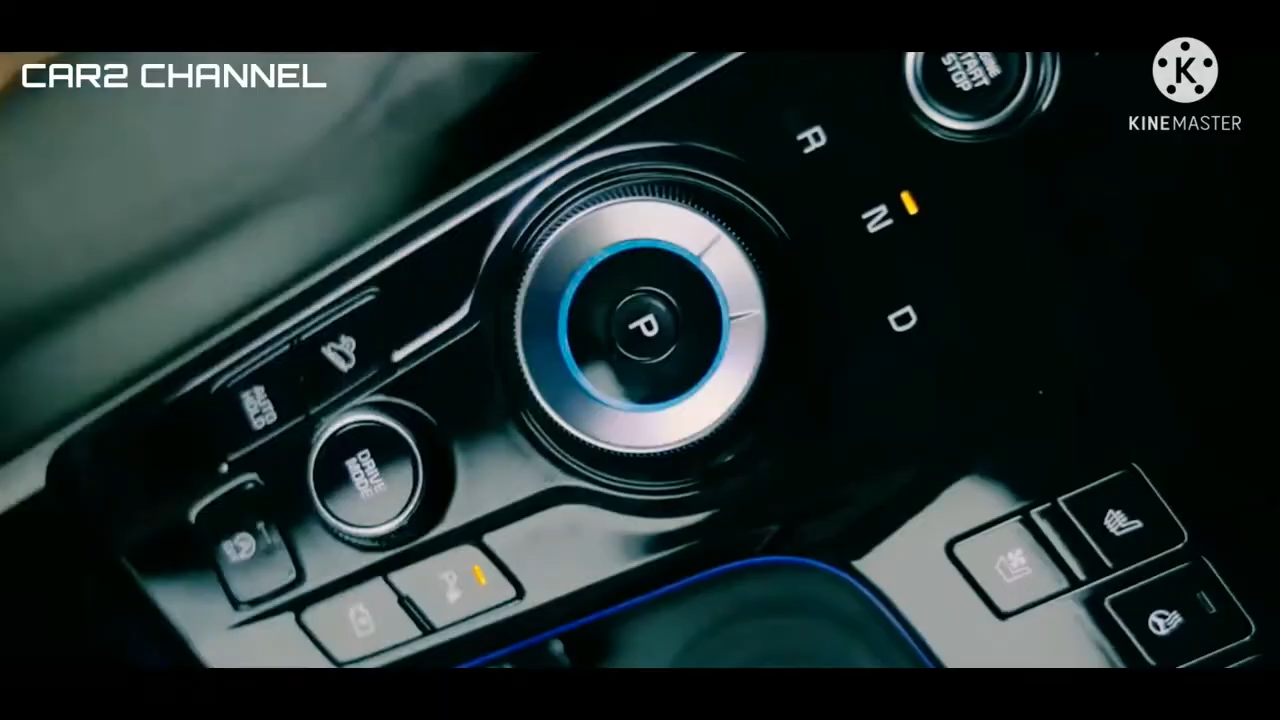 CAR2 CHANNEL
K
KINEMASTER
START
STOP
R
N
D
P
AUTO
HOLD
DRIVE
MODE